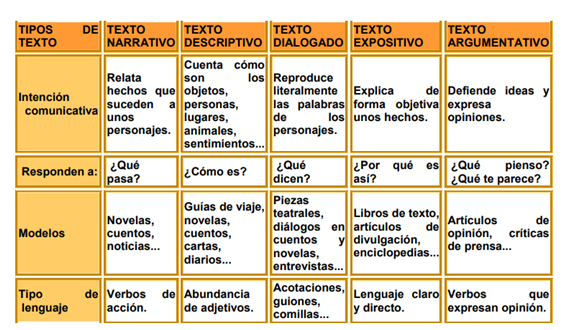 TIPOS DE
TEXTO
TEXTO
NARRATIVO
TEXTO
DESCRIPTIVO
TEXTO
DIALOGADO
TEXTO
EXPOSITIVO
TEXTO
ARGUMENTATIVO
Intención
comunicativa
Relata
hechos que
suceden a
unos
personajes.
Cuenta cómo
son los
objetos,
personas,
lugares,
animales,
sentimientos...
Reproduce
literalmente
las palabras
de los
personajes.
Explica de
forma objetiva
unos hechos.
Defiende ideas y
expresa
opiniones.
Responden a:
¿Qué
pasa?
¿Cómo es?
¿Qué
dicen?
¿Por qué es
así?
¿Qué pienso?
¿Qué te parece?
Modelos
Novelas,
cuentos,
noticias...
Guías de viaje,
novelas,
cuentos,
cartas,
diarios...
Piezas
teatrales,
diálogos en
cuentos y
novelas,
entrevistas...
Libros de texto,
artículos de
divulgación,
enciclopedias...
Artículos de
opinión, críticas
de prensa...
Tipo de
lenguaje
Verbos de
acción.
Abundancia
de adjetivos.
Acotaciones,
guiones,
comillas...
Lenguaje claro
y directo.
Verbos que
expresan opinión.